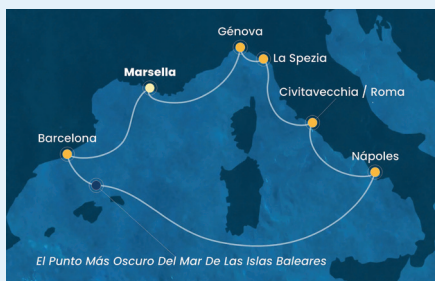 Génova
La Spezia
Marsella
Civitavecchia / Roma
Barcelona
Nápoles
El Punto Más Oscuro Del Mar De Las Islas Baleares